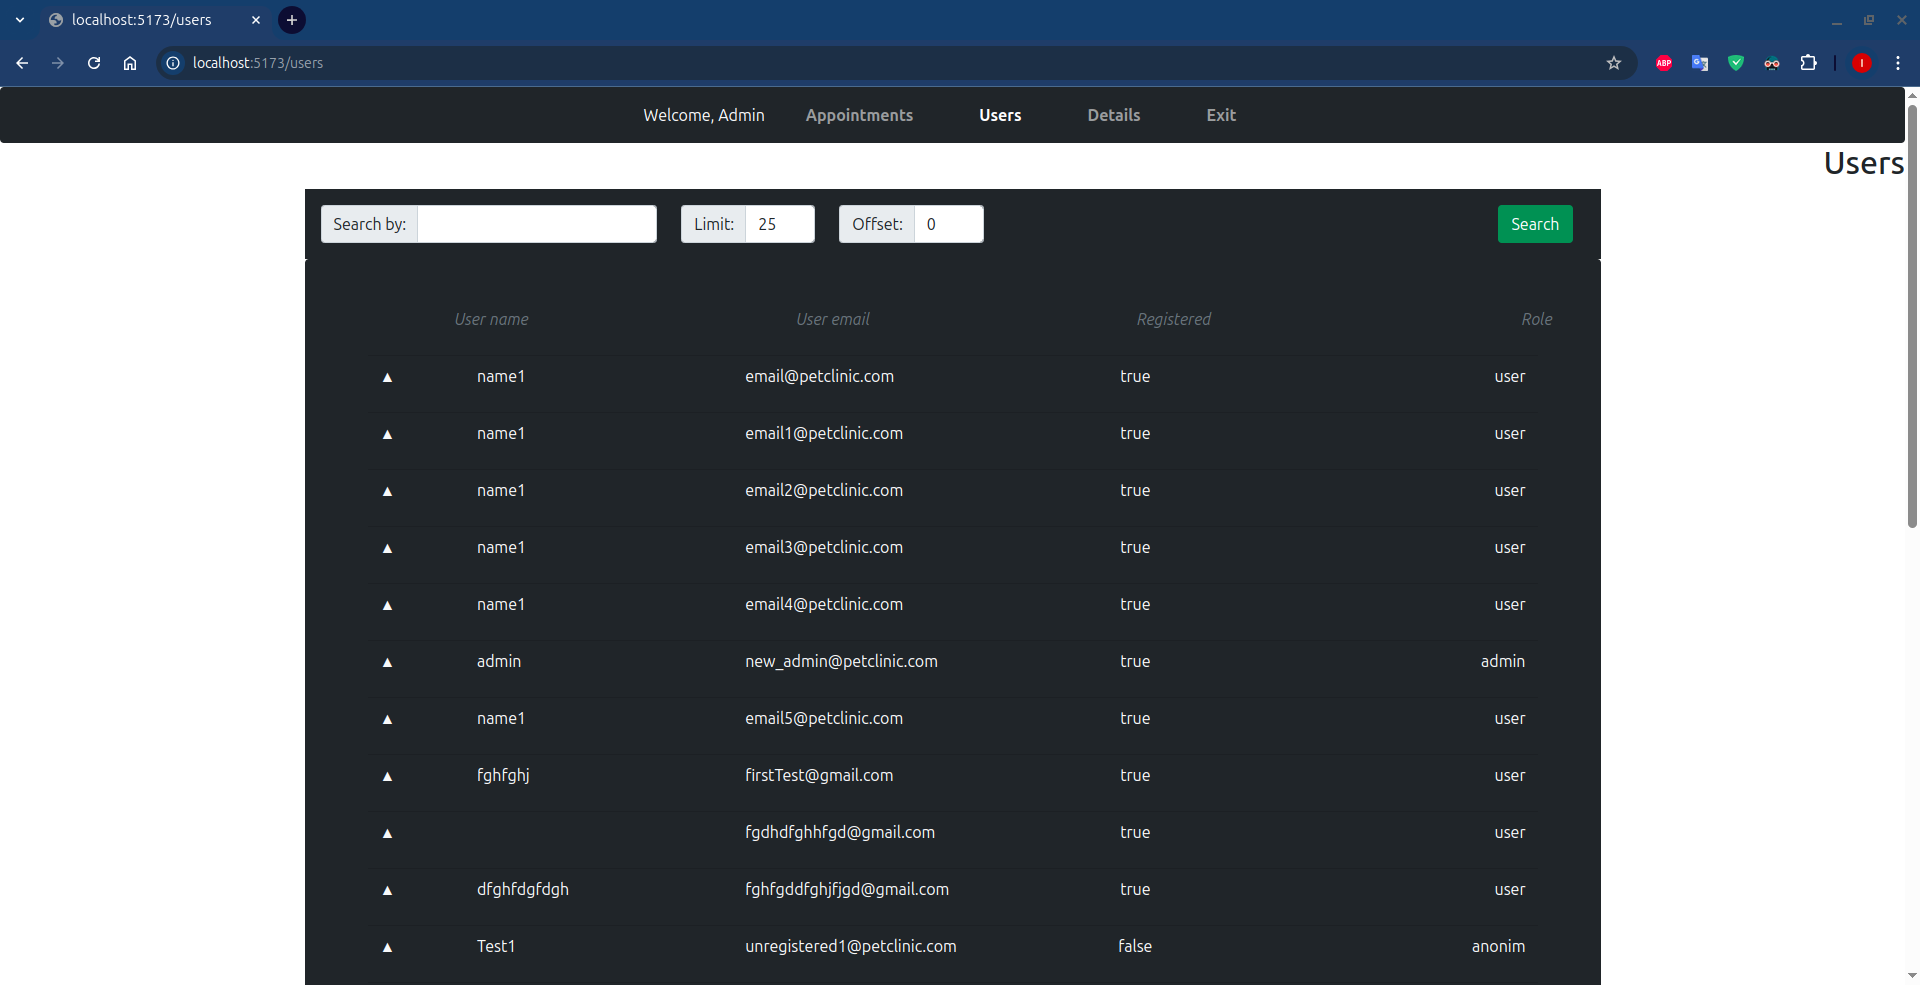 localhost:5173/users
localhost:5173/users
ABP
G
I
Welcome, Admin Appointments Users Details Exit
Users
Search by: Limit: 25 Offset: 0 Search
User name User email Registered Role
▲ name1 email@petclinic.com true user
▲ name1 email1@petclinic.com true user
▲ name1 email2@petclinic.com true user
▲ name1 email3@petclinic.com true user
▲ name1 email4@petclinic.com true user
▲ admin new_admin@petclinic.com true admin
▲ name1 email5@petclinic.com true user
▲ fghfghj firstTest@gmail.com true user
▲ fgdhdfghhfgd@gmail.com true user
▲ dfghfdgfdgh fghfgddfghjfjgd@gmail.com true user
▲ Test1 unregistered1@petclinic.com false anonim